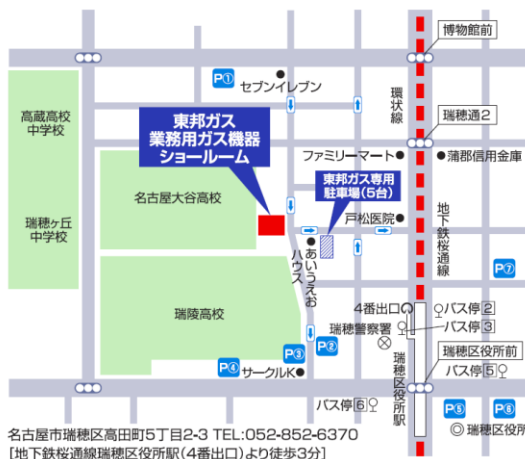 博物館前
P①
セブンイレブン
高蔵高校
中学校
環状線
東邦ガス
業務用ガス機器
ショールーム
瑞穂通2
ファミリーマート
蒲郡信用金庫
東邦ガス専用
駐車場(5台)
名古屋大谷高校
瑞穂ヶ丘
中学校
戸松医院
地下鉄桜通線
あいうえお
ハウス
P⑦
瑞陵高校
4番出口
バス停2
瑞穂警察署
バス停3
P②
P③
瑞穂区役所駅
瑞穂区役所前
P④
サークルK
バス停5
バス停6
P⑤
P⑥
瑞穂区役所
名古屋市瑞穂区高田町5丁目2-3 TEL:052-852-6370
[地下鉄桜通線瑞穂区役所駅(4番出口)より徒歩3分]